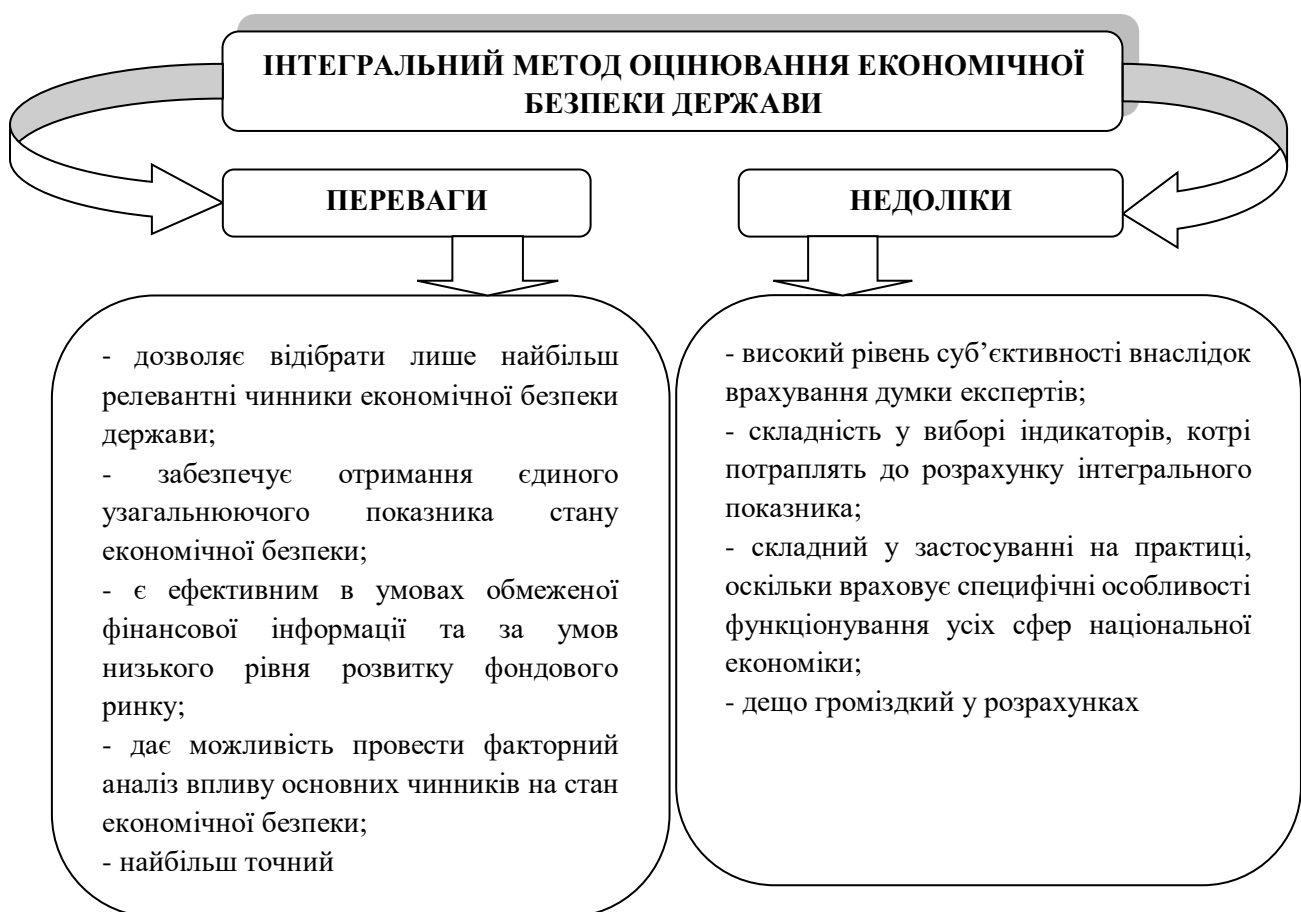 ІНТЕГРАЛЬНИЙ МЕТОД ОЦІНЮВАННЯ ЕКОНОМІЧНОЇ
БЕЗПЕКИ ДЕРЖАВИ
ПЕРЕВАГИ
НЕДОЛІКИ
- дозволяє відібрати лише найбільш
релевантні чинники економічної безпеки
держави;
- забезпечує отримання єдиного
узагальнюючого показника стану
економічної безпеки;
- є ефективним в умовах обмеженої
фінансової інформації та за умов
низького рівня розвитку фондового
ринку;
- дає можливість провести факторний
аналіз впливу основних чинників на стан
економічної безпеки;
- найбільш точний
- високий рівень суб’єктивності внаслідок
врахування думки експертів;
- складність у виборі індикаторів, котрі
потраплять до розрахунку інтегрального
показника;
- складний у застосуванні на практиці,
оскільки враховує специфічні особливості
функціонування усіх сфер національної
економіки;
- дещо громіздкий у розрахунках